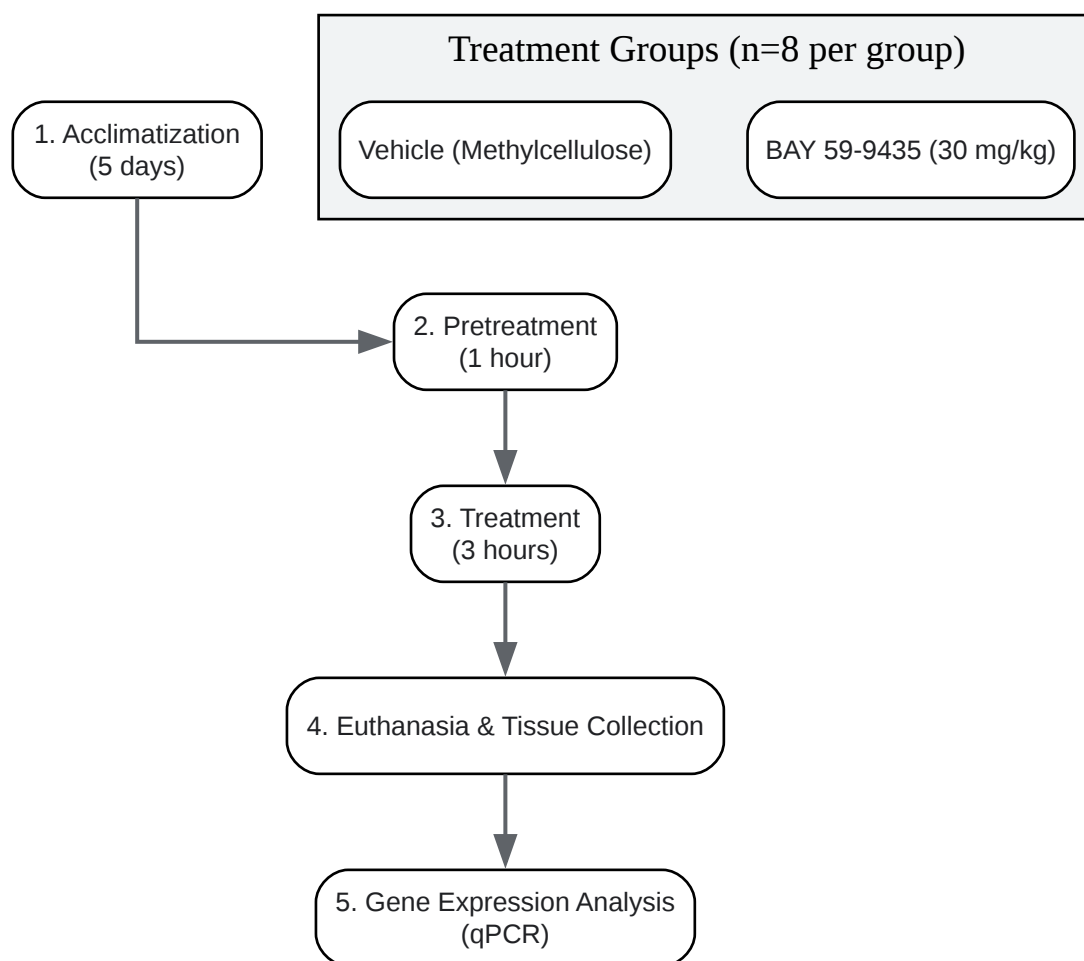 Treatment Groups (n=8 per group)
1. Acclimatization
(5 days)
Vehicle (Methylcellulose)
BAY 59-9435 (30 mg/kg)
2. Pretreatment
(1 hour)
3. Treatment
(3 hours)
4. Euthanasia & Tissue Collection
5. Gene Expression Analysis
(qPCR)